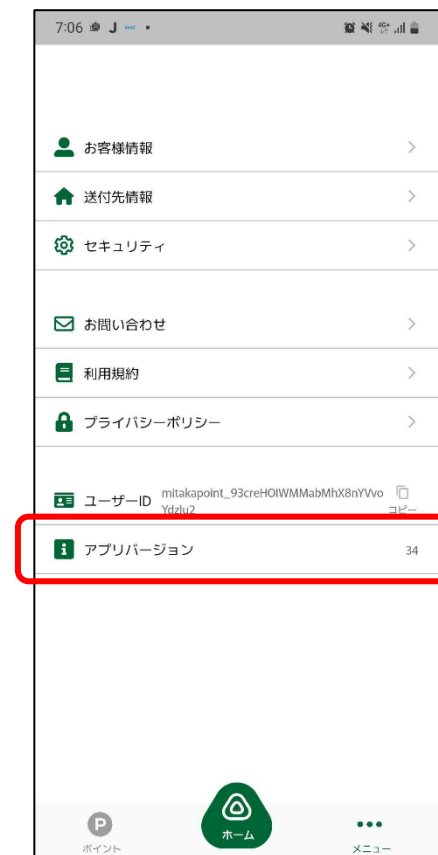 7:06
お客様情報
送付先情報
セキュリティ
お問い合わせ
利用規約
プライバシーポリシー
ユーザーID mitakapoint_93creHOIWMMabMhX8nYVvo
Ydzlu2 コピー
アプリバージョン 34
P
ポイント ホーム メニュー